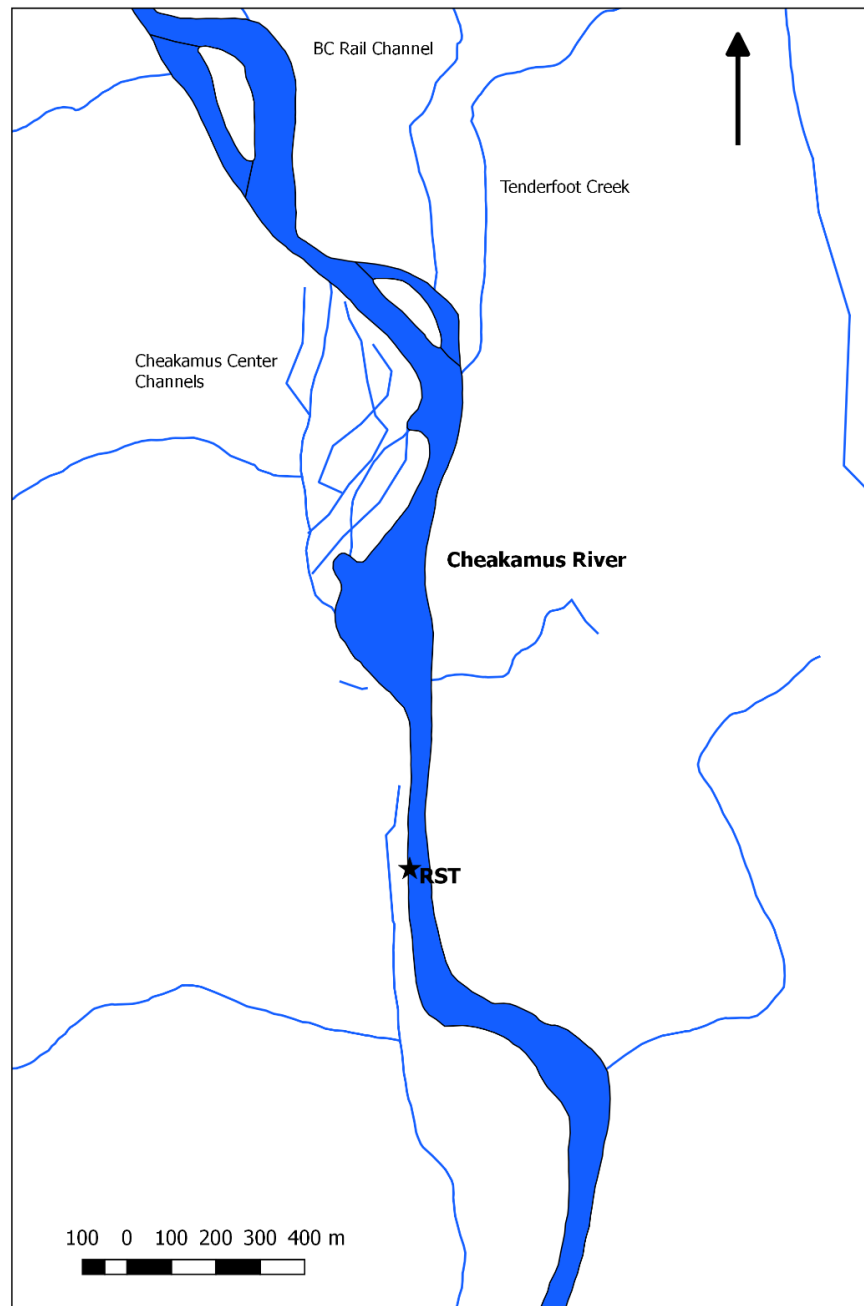 BC Rail Channel
Tenderfoot Creek
Cheakamus Center
Channels
Cheakamus River
RST
100 0 100 200 300 400 m